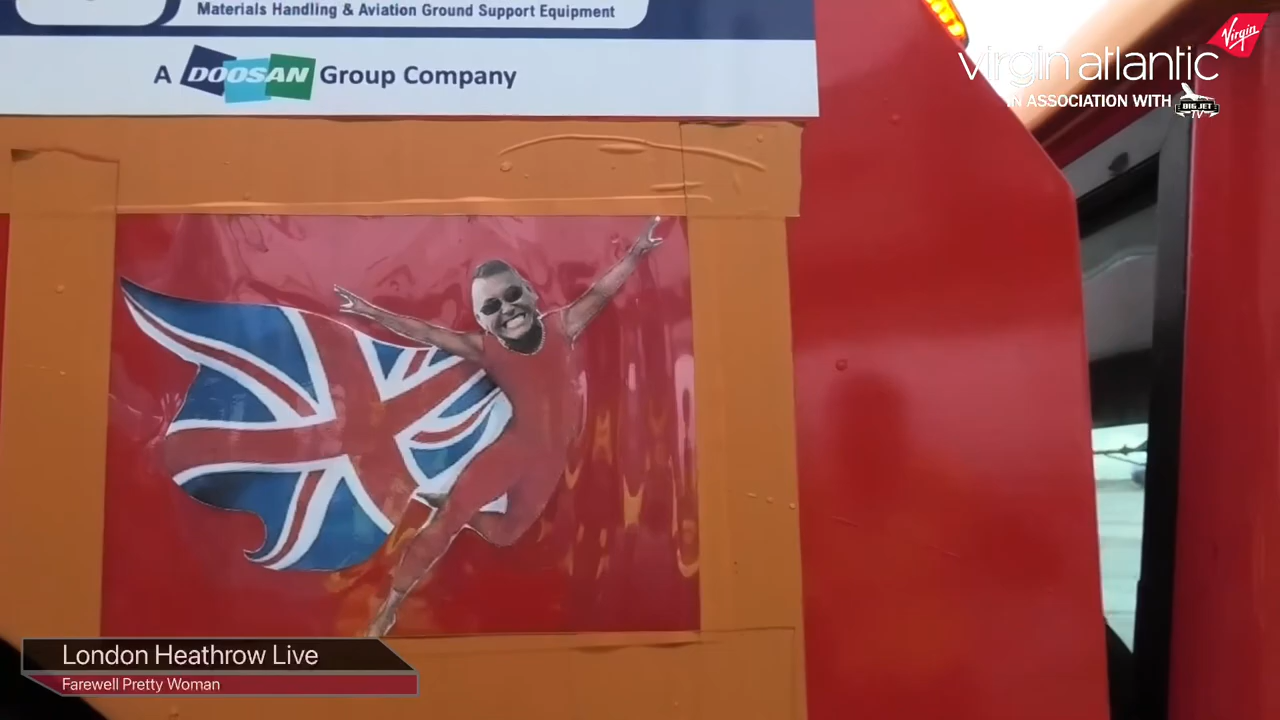 Materials Handling & Aviation Ground Support Equipment
A DOOSAN Group Company
Virgin
virgin atlantic
IN ASSOCIATION WITH BIG JET TV
London Heathrow Live
Farewell Pretty Woman